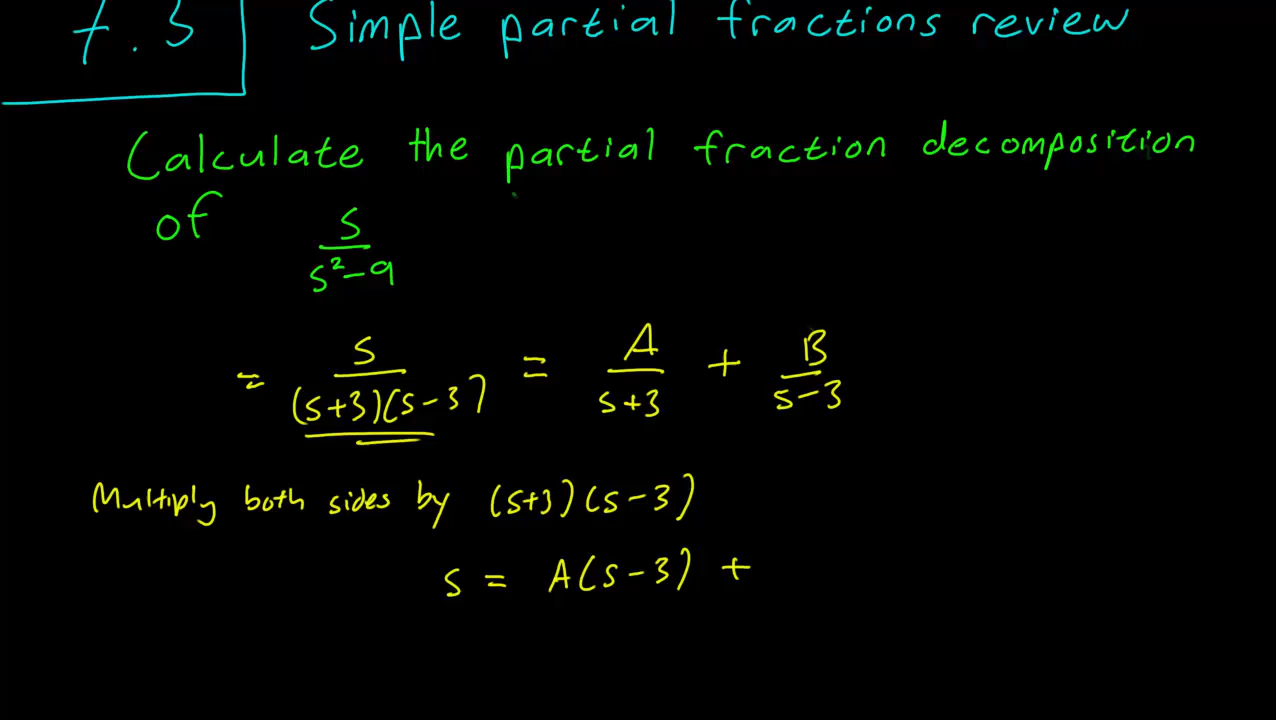 7.3 Simple partial fractions review
Calculate the partial fraction decomposition
of s/(s²-9)
= s/((s+3)(s-3)) = A/(s+3) + B/(s-3)
Multiply both sides by (s+3)(s-3)
s = A(s-3) +